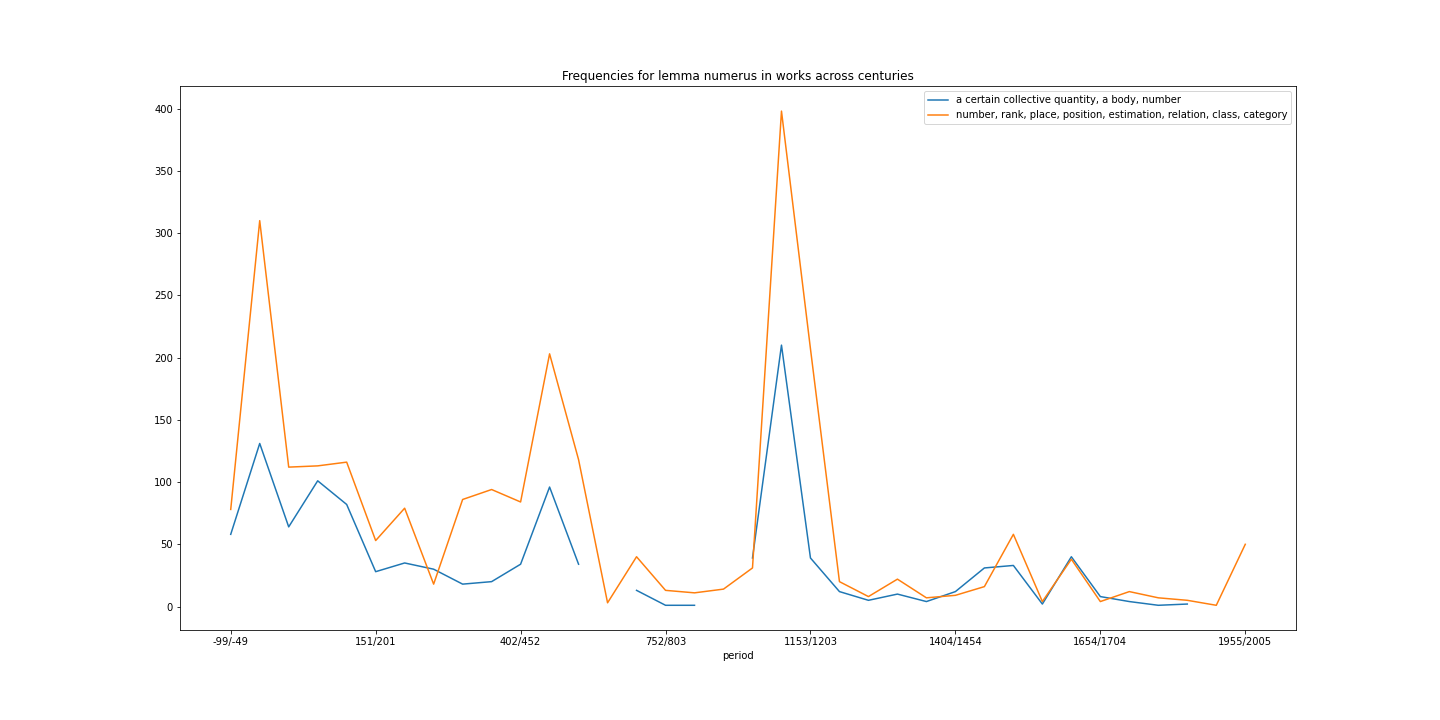 Frequencies for lemma numerus in works across centuries
a certain collective quantity, a body, number
number, rank, place, position, estimation, relation, class, category
400
350
300
250
200
150
100
50
0
-99/-49 151/201 402/452 752/803 1153/1203 1404/1454 1654/1704 1955/2005
period